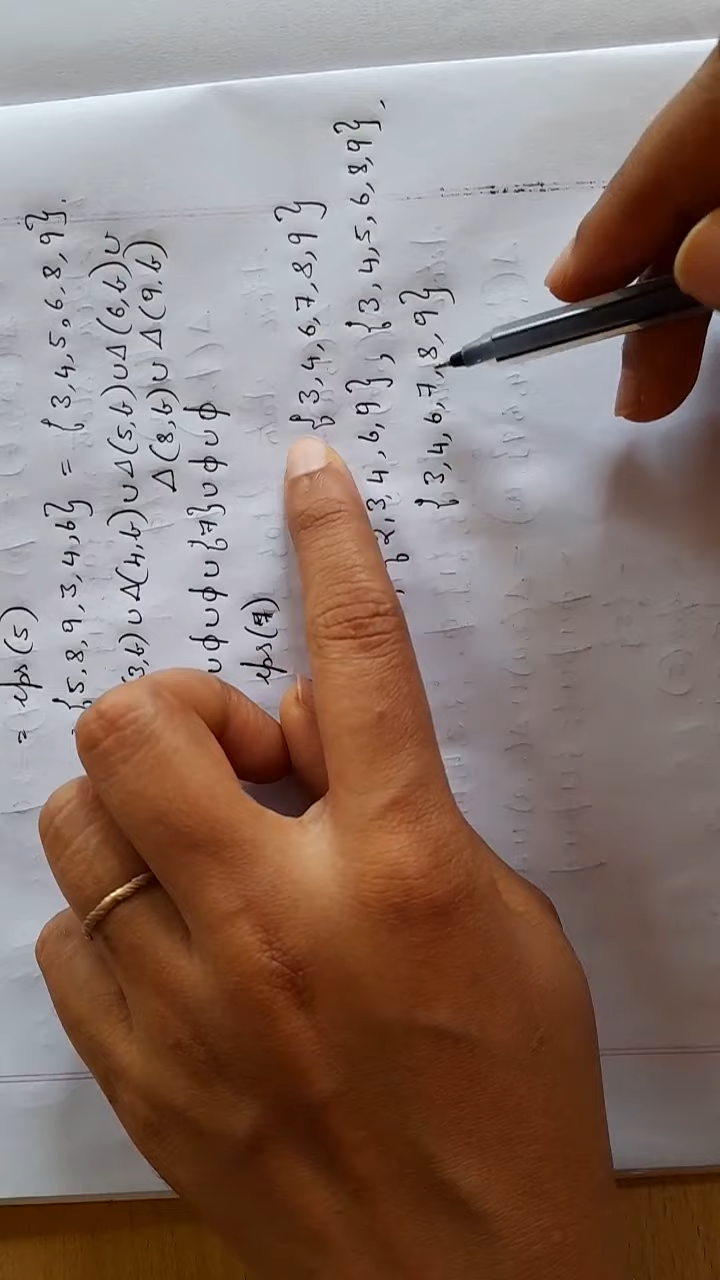 = eps(5)
{5,8,9,3,4,6} = {3,4,5,6,8,9}.
(3,b) ∪ Δ(4,b) ∪ Δ(5,b) ∪ Δ(6,b) ∪
Δ(8,b) ∪ Δ(9,b)
∪ φ ∪ φ ∪ {7} ∪ φ ∪ φ
eps(7)
{3,4,6,7,8,9}
2,3,4,6,9}, {3,4,5,6,8,9},
{3,4,6,7,8,9}